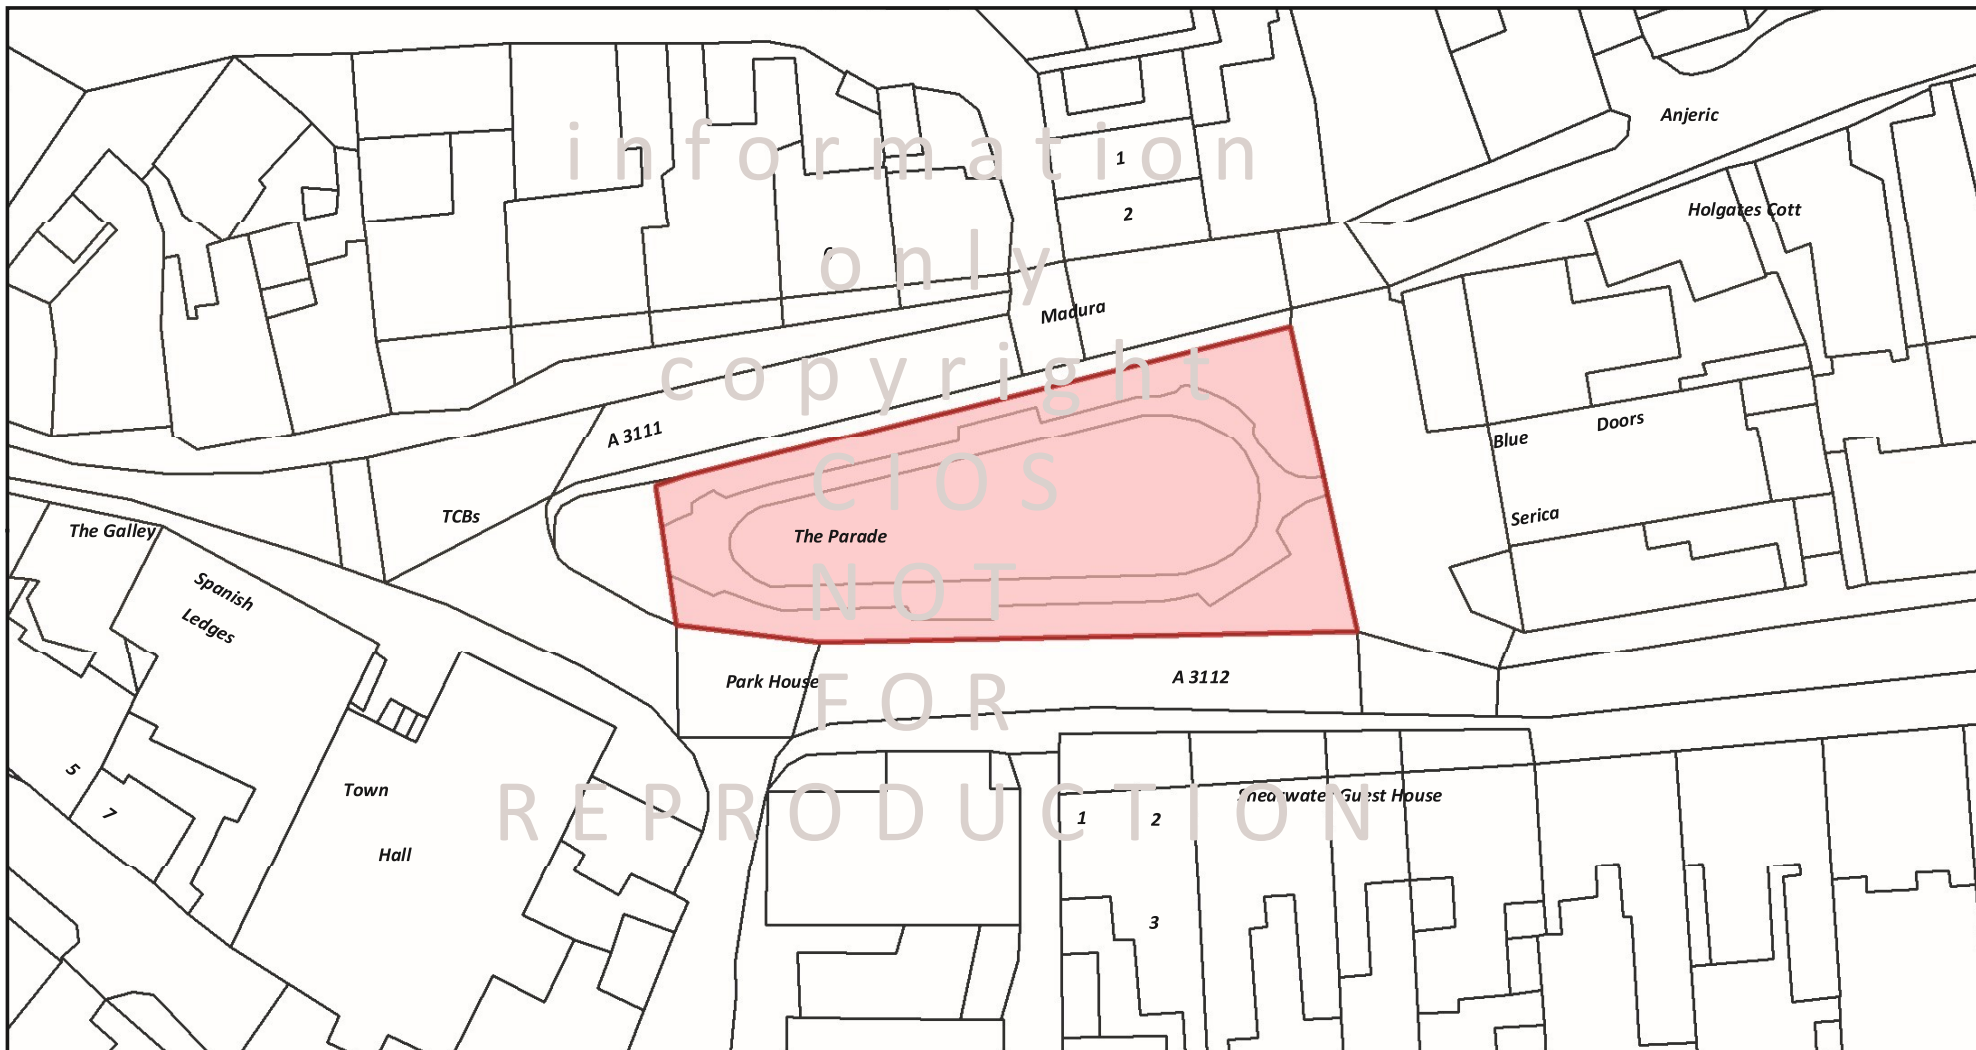 Anjeric
information
1
Holgates Cott
2
only
Madura
copyright
Doors
A 3111
Blue
CIOS
TCBs
Serica
The Galley
The Parade
Spanish
NOT
Ledges
A 3112
Park House
FOR
5
Town
Shearwater Guest House
7
REPRODUCTION
1
2
Hall
3